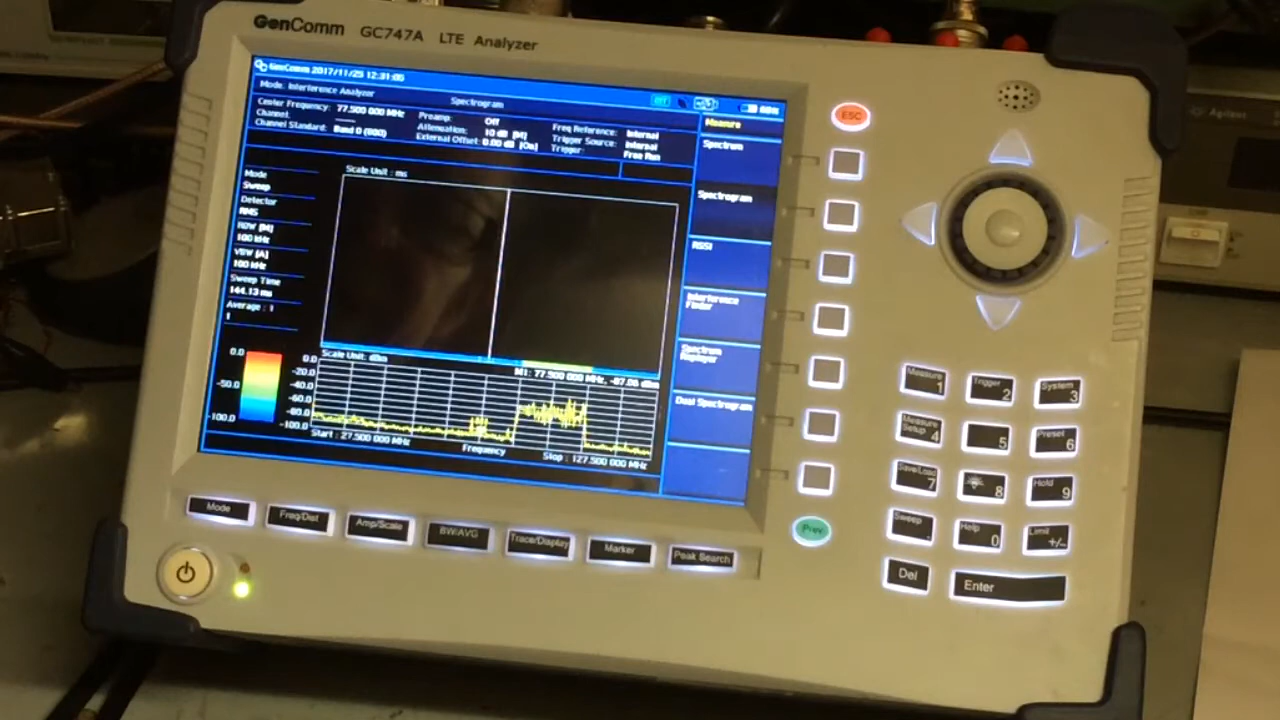 GenComm GC747A LTE Analyzer
GenComm 2017/11/25 12:31:05
Mode: Interference Analyzer
Spectrogram
Center Frequency: 77.500 000 MHz
Channel: ----
Channel Standard: Band 0 (800)
Preamp: Off
Attenuation: 10 dB [M]
External Offset: 0.00 dB [On]
Freq Reference: Internal
Trigger Source: Internal
Trigger: Free Run
Mode
Sweep
Detector
RMS
RBW [M]
100 kHz
VBW [A]
100 kHz
Sweep Time
144.13 ms
Average : 1
1
Scale Unit : ms
Scale Unit: dBm
M1: 77.500 000 MHz, -87.06 dBm
0.0
-50.0
-100.0
0.0
-20.0
-40.0
-60.0
-80.0
-100.0
Start : 27.500 000 MHz
Frequency
Stop : 127.500 000 MHz
Measure
Spectrum
Spectrogram
RSSI
Interference
Finder
Spectrum
Replayer
Dual Spectrogram
ESC
Prev
Measure 1
Trigger 2
System 3
Measure Setup 4
5
Preset 6
Save/Load 7
8
Hold 9
Sweep .
Help 0
Limit +/-
Del
Enter
Mode
Freq/Dist
Amp/Scale
BW/AVG
Trace/Display
Marker
Peak Search
Agilent